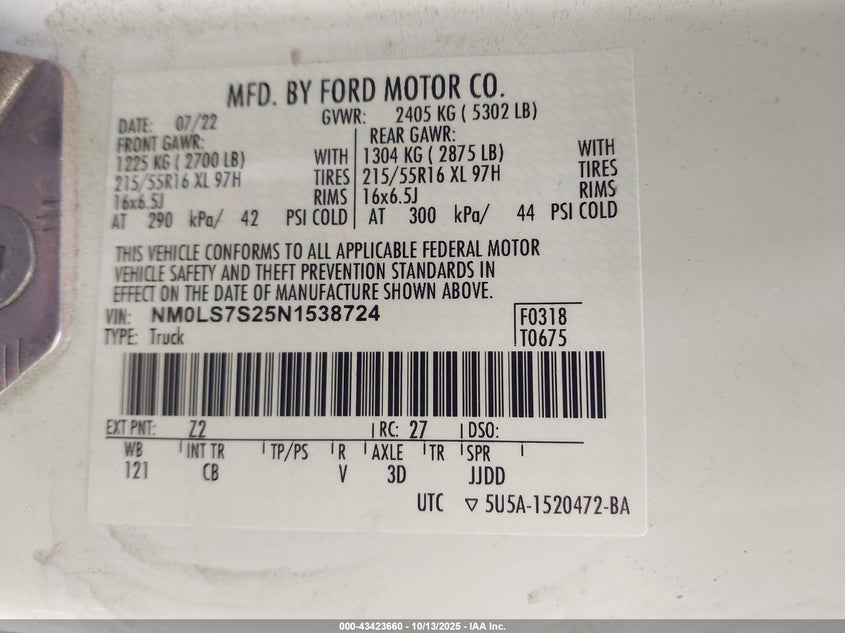 MFD. BY FORD MOTOR CO.
DATE: 07/22 GVWR: 2405 KG ( 5302 LB)
FRONT GAWR: REAR GAWR:
1225 KG ( 2700 LB) WITH 1304 KG ( 2875 LB) WITH
215/55R16 XL 97H TIRES 215/55R16 XL 97H TIRES
16x6.5J RIMS 16x6.5J RIMS
AT 290 kPa/ 42 PSI COLD AT 300 kPa/ 44 PSI COLD
THIS VEHICLE CONFORMS TO ALL APPLICABLE FEDERAL MOTOR
VEHICLE SAFETY AND THEFT PREVENTION STANDARDS IN
EFFECT ON THE DATE OF MANUFACTURE SHOWN ABOVE.
VIN: NM0LS7S25N1538724 F0318
TYPE: Truck T0675
EXT PNT: Z2 RC: 27 DSO:
WB INT TR TP/PS R AXLE TR SPR
121 CB V 3D JJDD
UTC ▽ 5U5A-1520472-BA
000-43423660 - 10/13/2025 - IAA Inc.